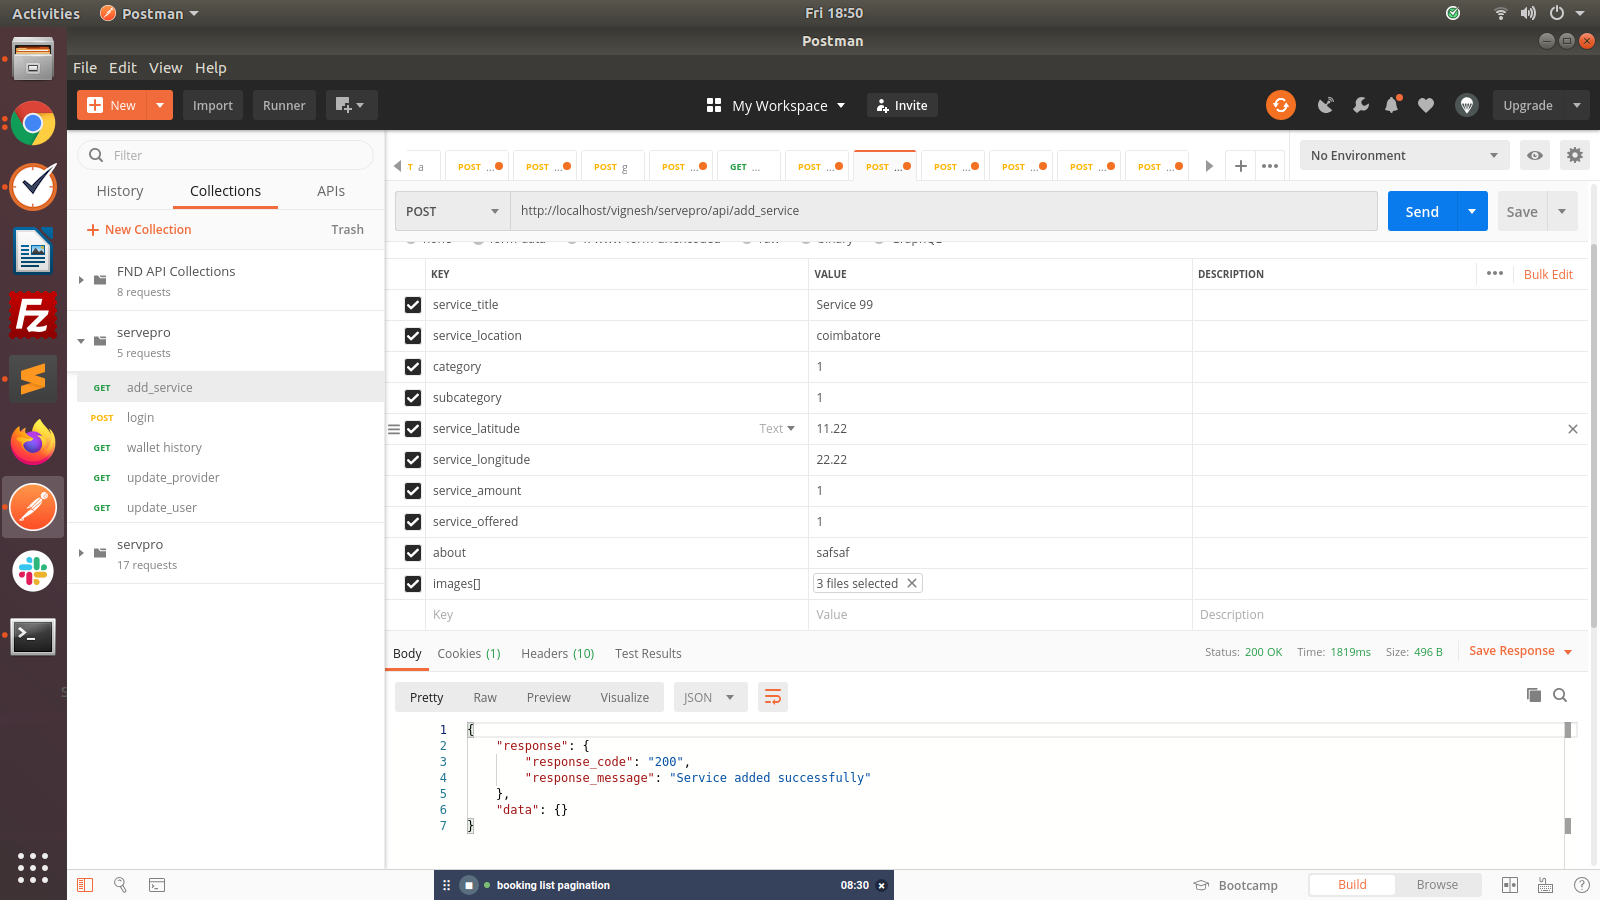 Activities Postman Fri 18:50
Postman
File Edit View Help
New Import Runner My Workspace Invite Upgrade
Filter
T a POST ... POST ... POST g POST ... GET ... POST ... POST ... POST ... POST ... POST ... POST ... No Environment
History Collections APIs
POST http://localhost/vignesh/servepro/api/add_service Send Save
New Collection Trash
KEY VALUE DESCRIPTION Bulk Edit
FND API Collections
8 requests
servepro
5 requests
GET add_service
POST login
GET wallet history
GET update_provider
GET update_user
servpro
17 requests
service_title Service 99
service_location coimbatore
category 1
subcategory 1
service_latitude Text 11.22
service_longitude 22.22
service_amount 1
service_offered 1
about safsaf
images[] 3 files selected
Key Value Description
Body Cookies (1) Headers (10) Test Results Status: 200 OK Time: 1819ms Size: 496 B Save Response
Pretty Raw Preview Visualize JSON
1 {
2 "response": {
3 "response_code": "200",
4 "response_message": "Service added successfully"
5 },
6 "data": {}
7 }
booking list pagination 08:30 Bootcamp Build Browse